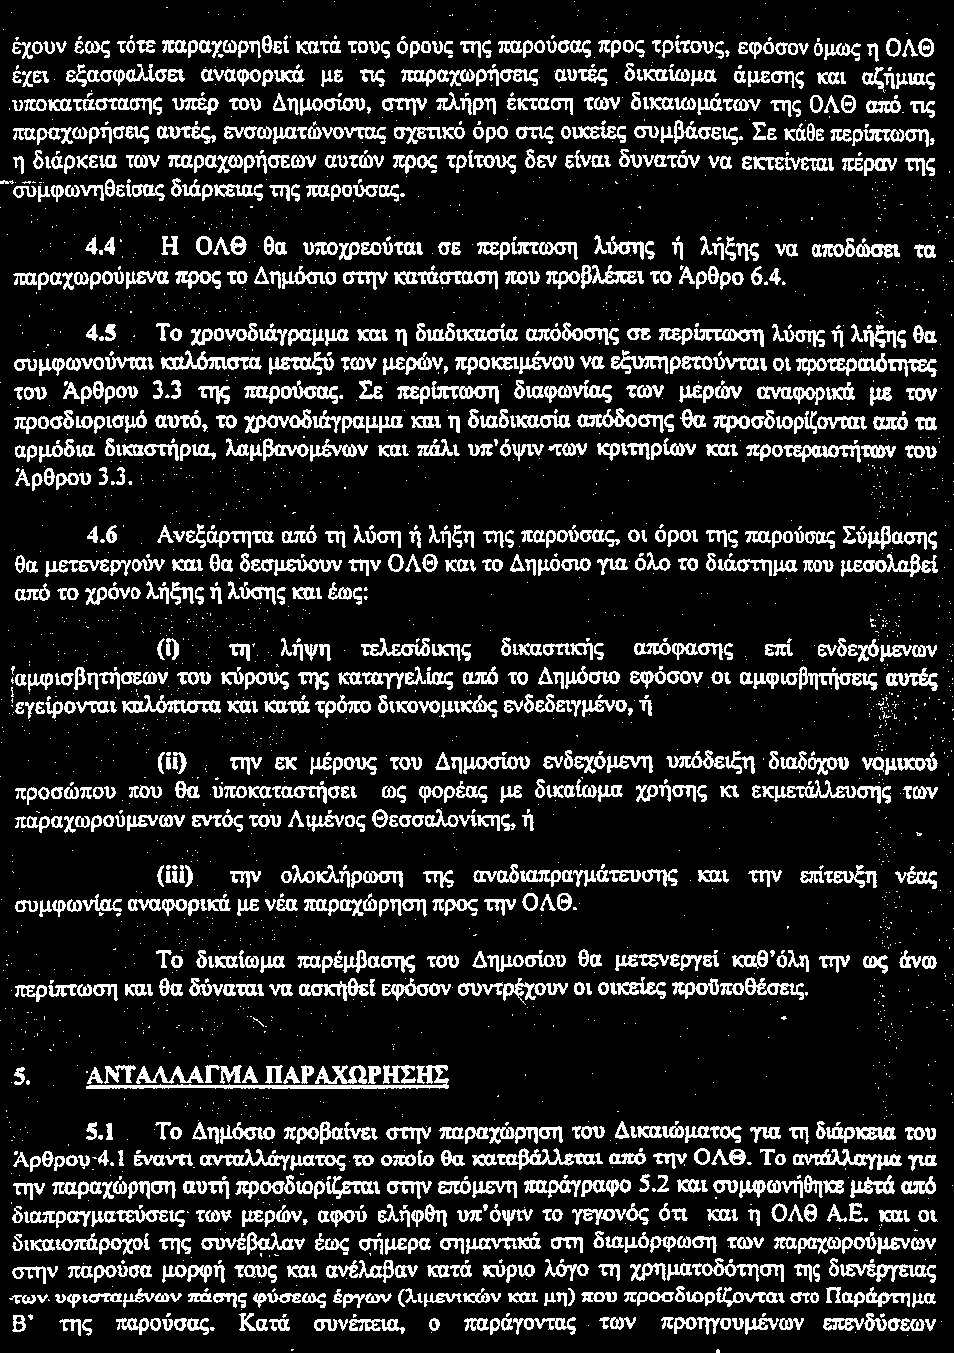 έχουν έως τότε παραχωρηθεί κατά τους όρους της παρούσας προς τρίτους, εφόσον όμως η ΟΛΘ
έχει εξασφαλίσει αναφορικά με τις παραχωρήσεις αυτές δικαίωμα άμεσης και αζήμιας
υποκατάστασης υπέρ του Δημοσίου, στην πλήρη έκταση των δικαιωμάτων της ΟΛΘ από τις
παραχωρήσεις αυτές, ενσωματώνοντας σχετικό όρο στις οικείες συμβάσεις. Σε κάθε περίπτωση,
η διάρκεια των παραχωρήσεων αυτών προς τρίτους δεν είναι δυνατόν να εκτείνεται πέραν της
συμφωνηθείσας διάρκειας της παρούσας.
4.4 Η ΟΛΘ θα υποχρεούται σε περίπτωση λύσης ή λήξης να αποδώσει τα
παραχωρούμενα προς το Δημόσιο στην κατάσταση που προβλέπει το Άρθρο 6.4.
4.5 Το χρονοδιάγραμμα και η διαδικασία απόδοσης σε περίπτωση λύσης ή λήξης θα
συμφωνούνται καλόπιστα μεταξύ των μερών, προκειμένου να εξυπηρετούνται οι προτεραιότητες
του Άρθρου 3.3 της παρούσας. Σε περίπτωση διαφωνίας των μερών αναφορικά με τον
προσδιορισμό αυτό, το χρονοδιάγραμμα και η διαδικασία απόδοσης θα προσδιορίζονται από τα
αρμόδια δικαστήρια, λαμβανομένων και πάλι υπ'όψιν των κριτηρίων και προτεραιοτήτων του
Άρθρου 3.3.
4.6 Ανεξάρτητα από τη λύση ή λήξη της παρούσας, οι όροι της παρούσας Σύμβασης
θα μετενεργούν και θα δεσμεύουν την ΟΛΘ και το Δημόσιο για όλο το διάστημα που μεσολαβεί
από το χρόνο λήξης ή λύσης και έως:
(i) τη λήψη τελεσίδικης δικαστικής απόφασης επί ενδεχόμενων
αμφισβητήσεων του κύρους της καταγγελίας από το Δημόσιο εφόσον οι αμφισβητήσεις αυτές
εγείρονται καλόπιστα και κατά τρόπο δικονομικώς ενδεδειγμένο, ή
(ii) την εκ μέρους του Δημοσίου ενδεχόμενη υπόδειξη διαδόχου νομικού
προσώπου που θα υποκαταστήσει ως φορέας με δικαίωμα χρήσης κι εκμετάλλευσής των
παραχωρούμενων εντός του Λιμένος Θεσσαλονίκης, ή
(iii) την ολοκλήρωση της αναδιαπραγμάτευσης και την επίτευξη νέας
συμφωνίας αναφορικά με νέα παραχώρηση προς την ΟΛΘ.
Το δικαίωμα παρέμβασης του Δημοσίου θα μετενεργεί καθ'όλη την ως άνω
περίπτωση και θα δύναται να ασκηθεί εφόσον συντρέχουν οι οικείες προϋποθέσεις.
5. ΑΝΤΑΛΛΑΓΜΑ ΠΑΡΑΧΩΡΗΣΗΣ
5.1 Το Δημόσιο προβαίνει στην παραχώρηση του Δικαιώματος για τη διάρκεια του
Άρθρου 4.1 έναντι ανταλλάγματος το οποίο θα καταβάλλεται από την ΟΛΘ. Το αντάλλαγμα για
την παραχώρηση αυτή προσδιορίζεται στην επόμενη παράγραφο 5.2 και συμφωνήθηκε μετά από
διαπραγματεύσεις των μερών, αφού ελήφθη υπ'όψιν το γεγονός ότι και η ΟΛΘ Α.Ε. και οι
δικαιοπάροχοί της συνέβαλαν έως σήμερα σημαντικά στη διαμόρφωση των παραχωρούμενων
στην παρούσα μορφή τους και ανέλαβαν κατά κύριο λόγο τη χρηματοδότηση της διενέργειας
των υφισταμένων πάσης φύσεως έργων (λιμενικών και μη) που προσδιορίζονται στο Παράρτημα
Β' της παρούσας. Κατά συνέπεια, ο παράγοντας των προηγουμένων επενδύσεων